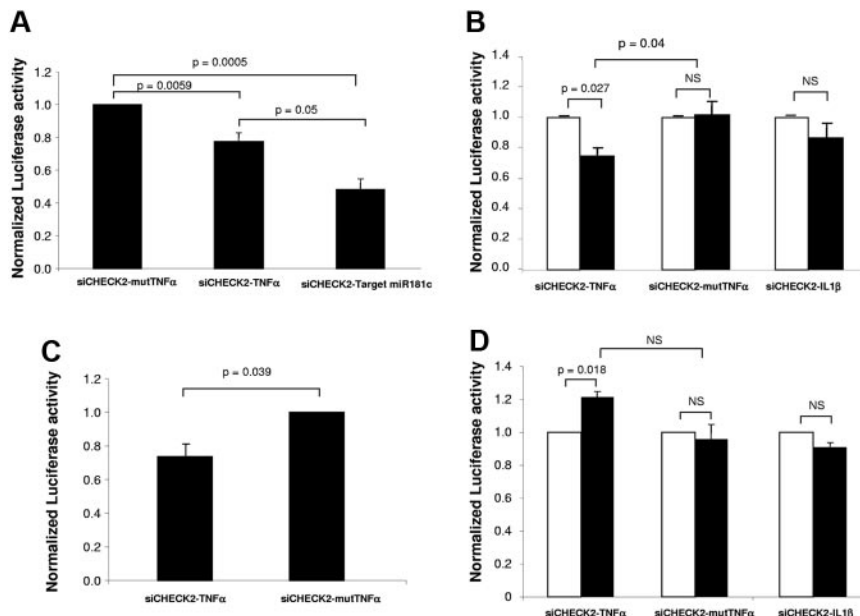 A
p = 0.0005
p = 0.0059
p = 0.05
Normalized Luciferase activity
1.2
1.0
0.8
0.6
0.4
0.2
0.0
siCHECK2-mutTNFα
siCHECK2-TNFα
siCHECK2-Target miR181c
B
p = 0.04
p = 0.027
NS
NS
Normalized Luciferase activity
1.4
1.2
1.0
0.8
0.6
0.4
0.2
0.0
siCHECK2-TNFα
siCHECK2-mutTNFα
siCHECK2-IL1β
C
p = 0.039
Normalized Luciferase activity
1.2
1.0
0.8
0.6
0.4
0.2
0.0
siCHECK2-TNFα
siCHECK2-mutTNFα
D
NS
p = 0.018
NS
NS
Normalized Luciferase activity
1.4
1.2
1.0
0.8
0.6
0.4
0.2
0
siCHECK2-TNFα
siCHECK2-mutTNFα
siCHECK2-IL1β